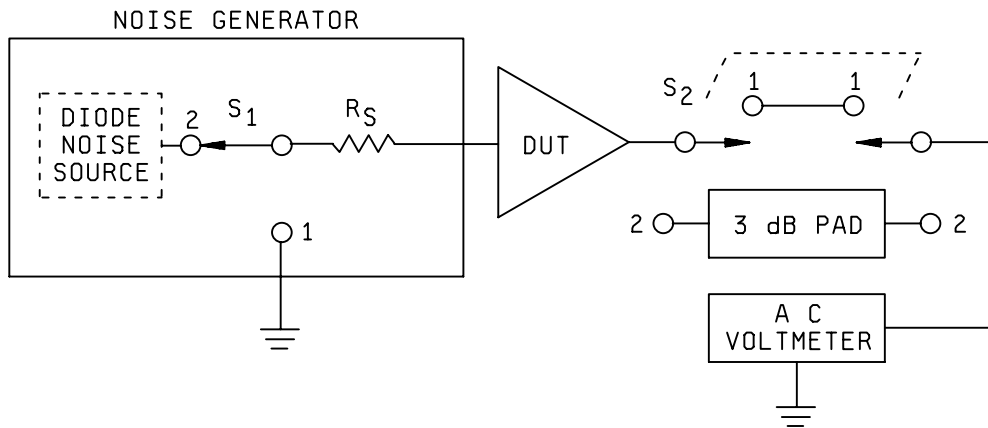 NOISE GENERATOR
DIODE
NOISE
SOURCE
2
S1
RS
1
DUT
S2
1
1
2
3 dB PAD
2
A C
VOLTMETER